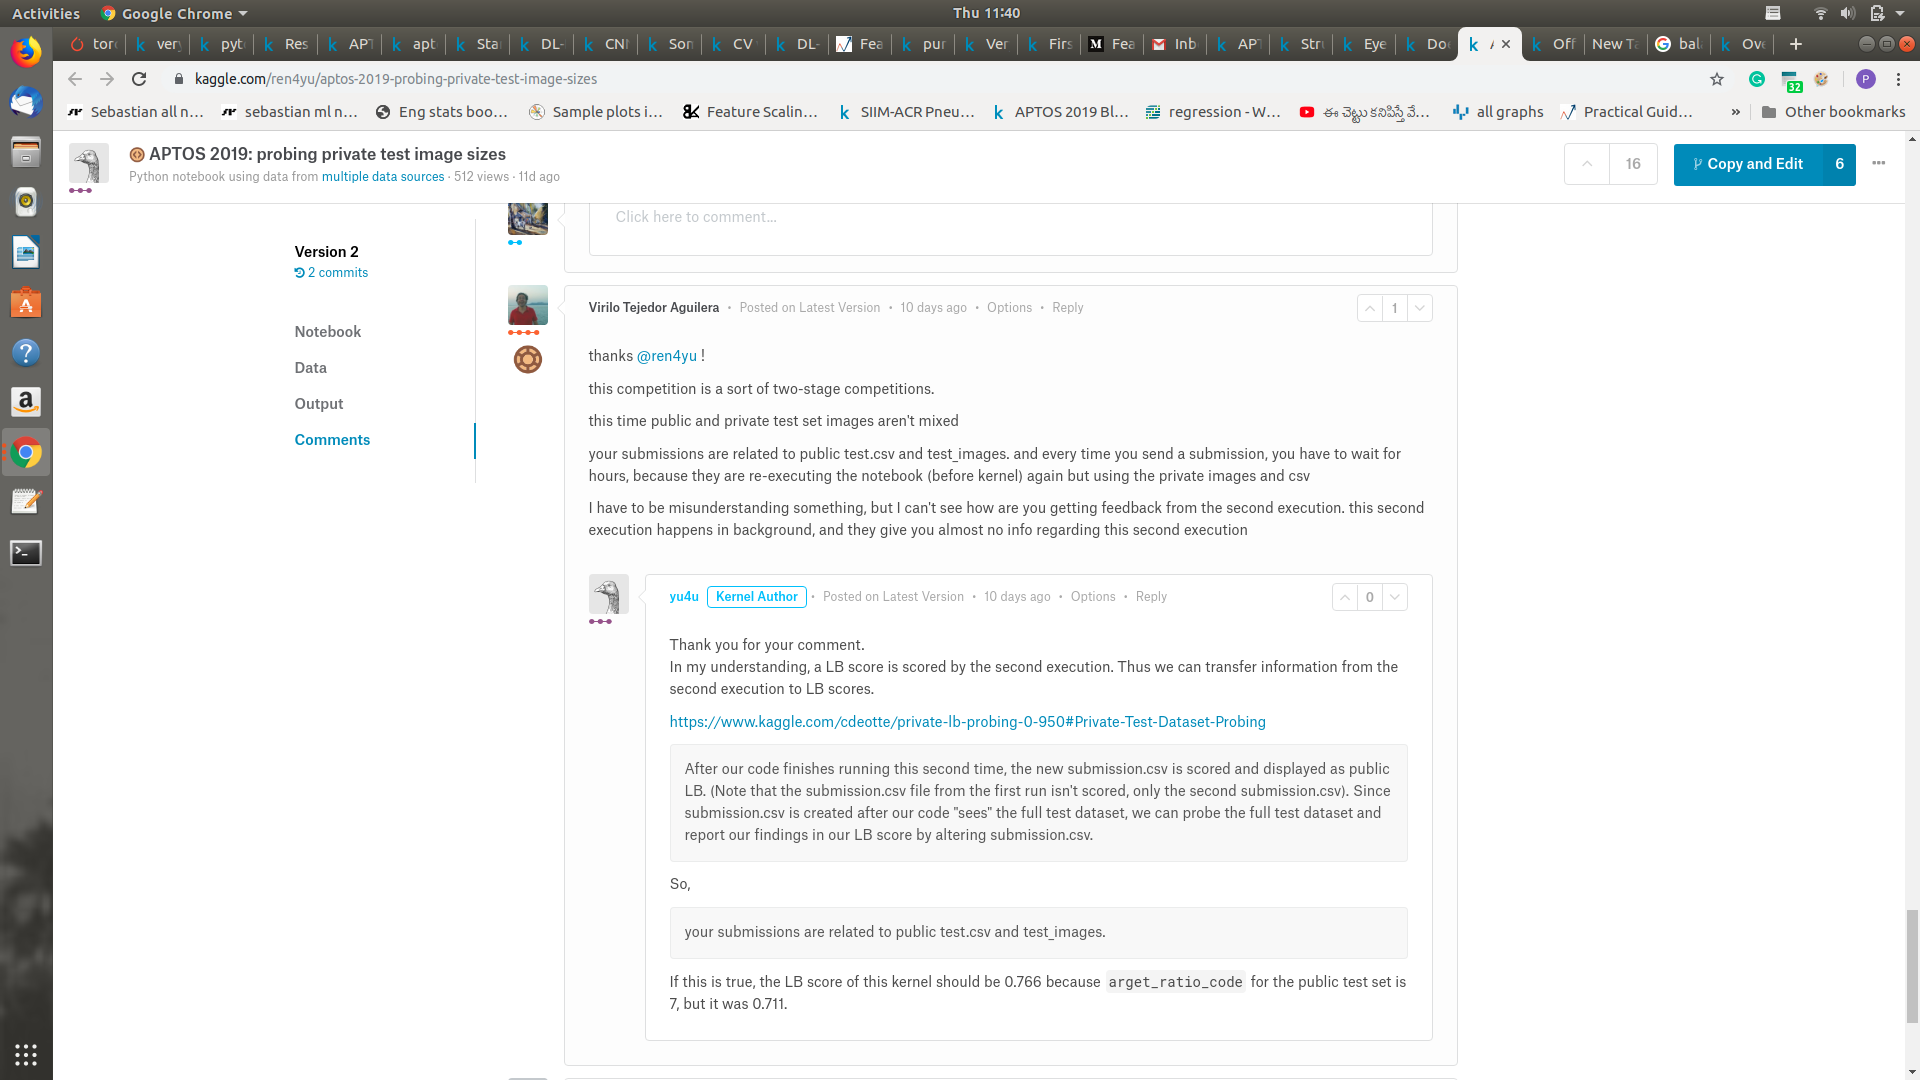 Activities
Google Chrome
Thu 11:40
tor
very
pyt
Res
APT
apt
Sta
DL-
CNN
Son
CV
DL-
Fea
pur
Ver
Firs
Fea
Inb
APT
Stru
Eye
Doc
Off
New Ta
bal
Ove
kaggle.com/ren4yu/aptos-2019-probing-private-test-image-sizes
32
P
Sebastian all n...
sebastian ml n...
Eng stats boo...
Sample plots i...
Feature Scalin...
SIIM-ACR Pneu...
APTOS 2019 Bl...
regression - W...
ఈ చెట్టు కనిపిస్తే వే...
all graphs
Practical Guid...
»
Other bookmarks
APTOS 2019: probing private test image sizes
Python notebook using data from multiple data sources · 512 views · 11d ago
16
Copy and Edit
6
Click here to comment...
Version 2
2 commits
Notebook
Data
Output
Comments
Virilo Tejedor Aguilera • Posted on Latest Version • 10 days ago • Options • Reply
1
thanks @ren4yu !
this competition is a sort of two-stage competitions.
this time public and private test set images aren't mixed
your submissions are related to public test.csv and test_images. and every time you send a submission, you have to wait for
hours, because they are re-executing the notebook (before kernel) again but using the private images and csv
I have to be misunderstanding something, but I can't see how are you getting feedback from the second execution. this second
execution happens in background, and they give you almost no info regarding this second execution
yu4u Kernel Author • Posted on Latest Version • 10 days ago • Options • Reply
0
Thank you for your comment.
In my understanding, a LB score is scored by the second execution. Thus we can transfer information from the
second execution to LB scores.
https://www.kaggle.com/cdeotte/private-lb-probing-0-950#Private-Test-Dataset-Probing
After our code finishes running this second time, the new submission.csv is scored and displayed as public
LB. (Note that the submission.csv file from the first run isn't scored, only the second submission.csv). Since
submission.csv is created after our code "sees" the full test dataset, we can probe the full test dataset and
report our findings in our LB score by altering submission.csv.
So,
your submissions are related to public test.csv and test_images.
If this is true, the LB score of this kernel should be 0.766 because arget_ratio_code for the public test set is
7, but it was 0.711.